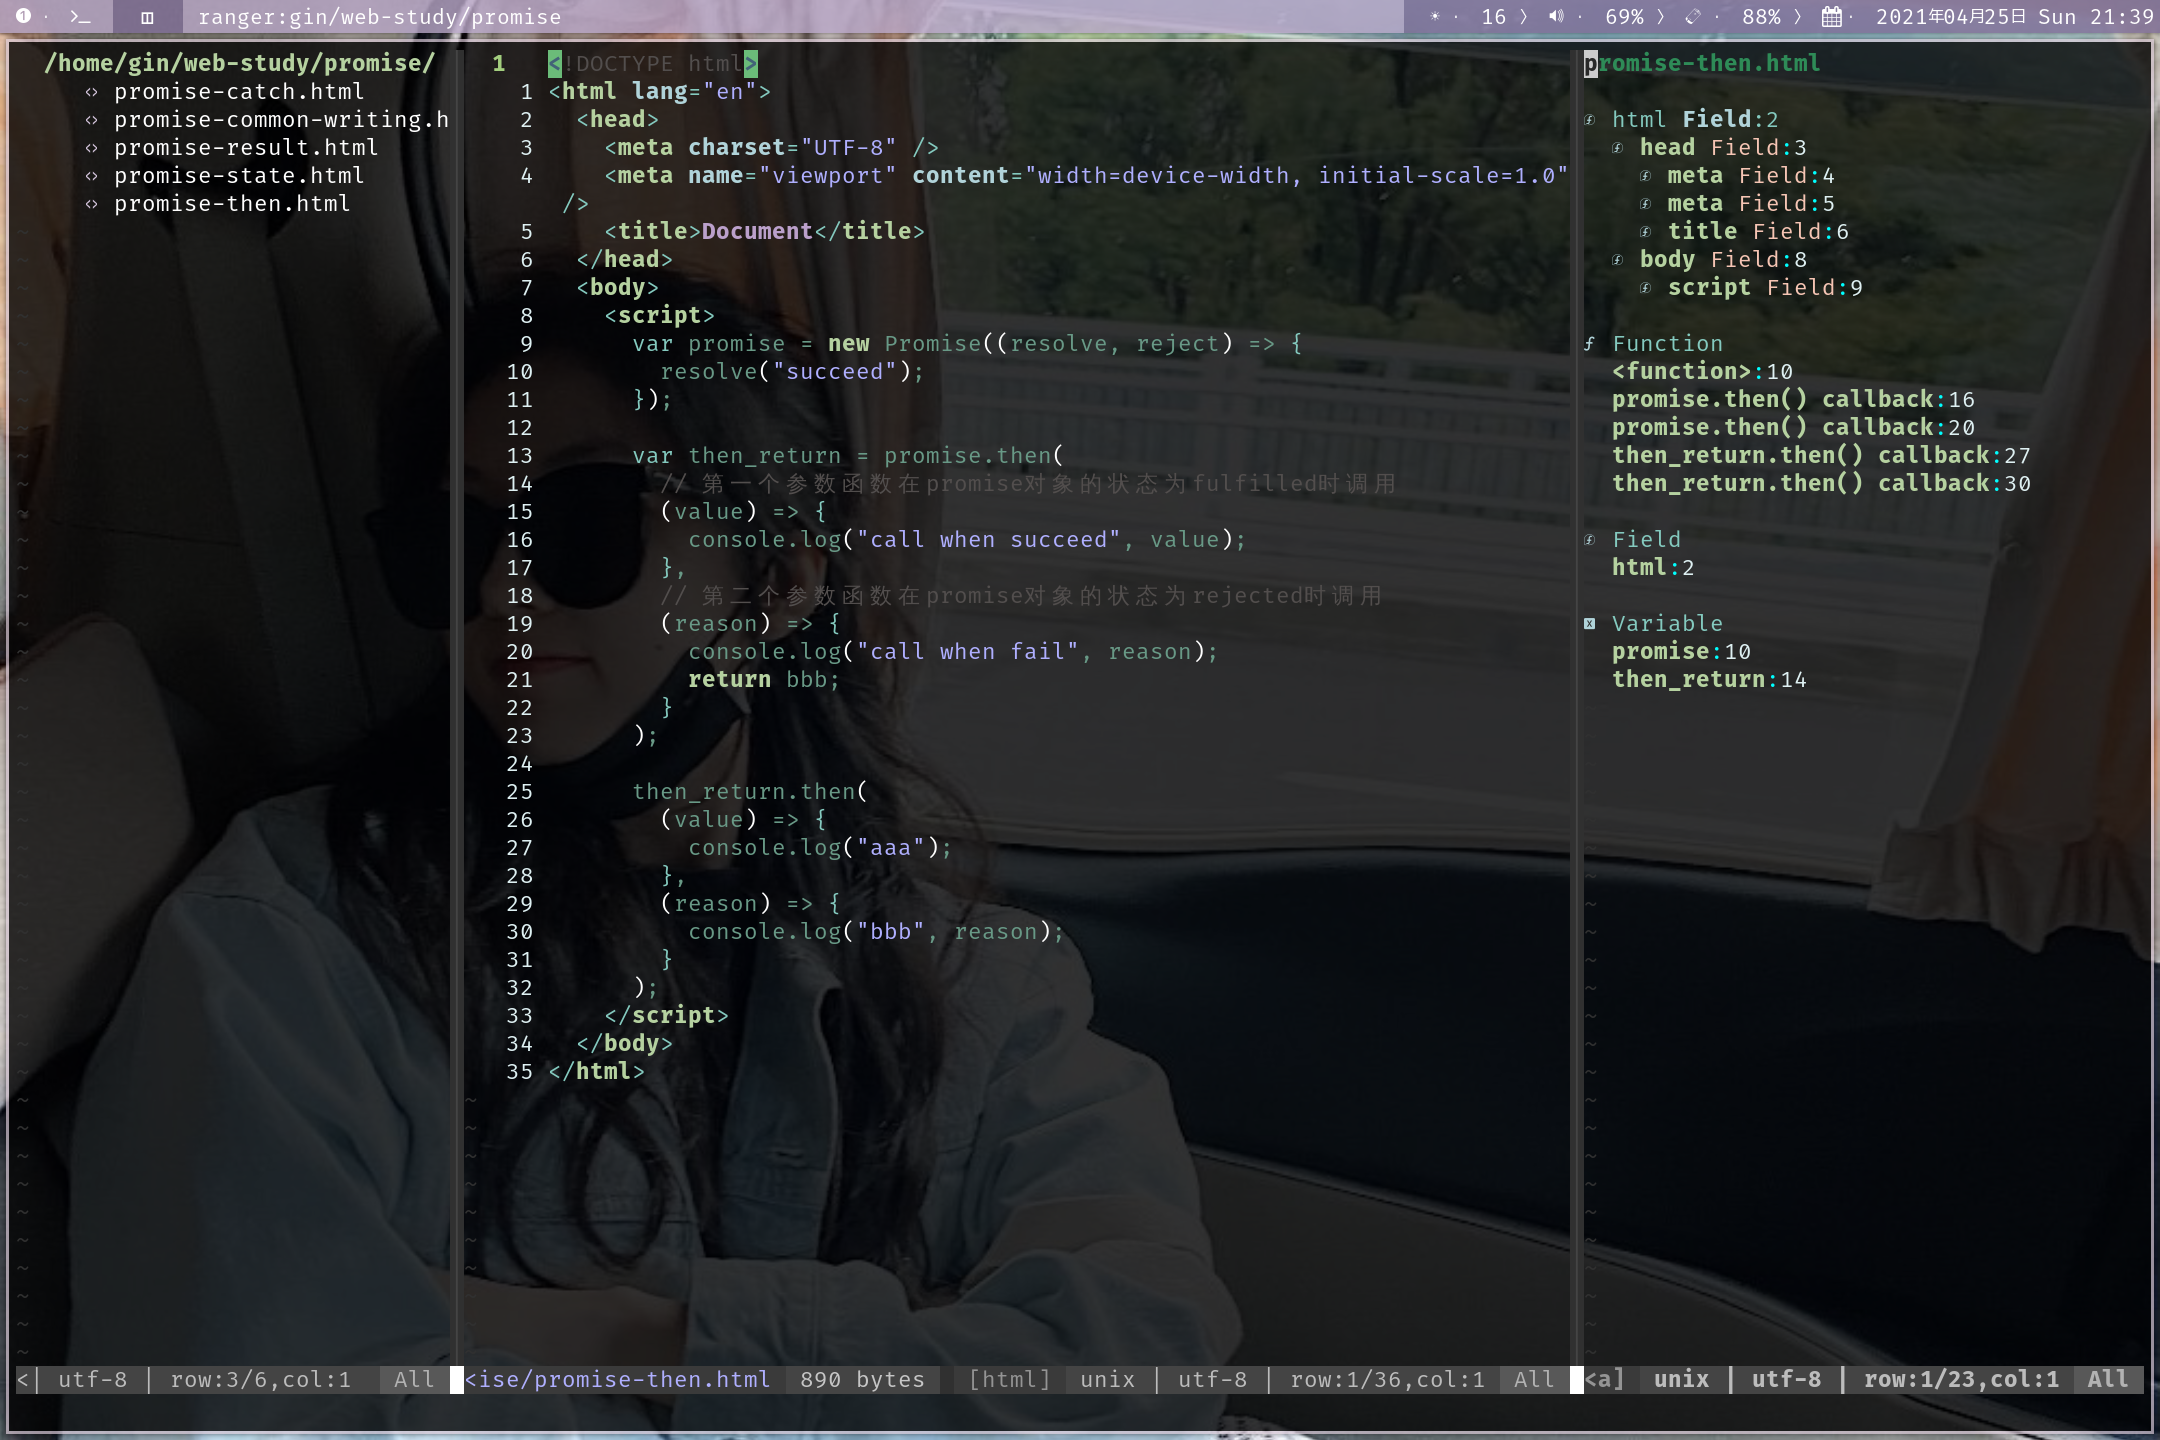 1 ranger:gin/web-study/promise 16 69% 88% 2021年04月25日 Sun 21:39
/home/gin/web-study/promise/
promise-catch.html
promise-common-writing.h
promise-result.html
promise-state.html
promise-then.html
1 <!DOCTYPE html>
1 <html lang="en">
2 <head>
3 <meta charset="UTF-8" />
4 <meta name="viewport" content="width=device-width, initial-scale=1.0"
/>
5 <title>Document</title>
6 </head>
7 <body>
8 <script>
9 var promise = new Promise((resolve, reject) => {
10 resolve("succeed");
11 });
12
13 var then_return = promise.then(
14 // 第一个参数函数在promise对象的状态为fulfilled时调用
15 (value) => {
16 console.log("call when succeed", value);
17 },
18 // 第二个参数函数在promise对象的状态为rejected时调用
19 (reason) => {
20 console.log("call when fail", reason);
21 return bbb;
22 }
23 );
24
25 then_return.then(
26 (value) => {
27 console.log("aaa");
28 },
29 (reason) => {
30 console.log("bbb", reason);
31 }
32 );
33 </script>
34 </body>
35 </html>
promise-then.html
html Field:2
head Field:3
meta Field:4
meta Field:5
title Field:6
body Field:8
script Field:9
Function
<function>:10
promise.then() callback:16
promise.then() callback:20
then_return.then() callback:27
then_return.then() callback:30
Field
html:2
Variable
promise:10
then_return:14
<| utf-8 | row:3/6,col:1 All
<ise/promise-then.html 890 bytes [html] unix | utf-8 | row:1/36,col:1 All
<a] unix | utf-8 | row:1/23,col:1 All